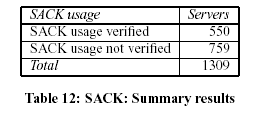 SACK usage Servers
SACK usage verified 550
SACK usage not verified 759
Total 1309
Table 12: SACK: Summary results